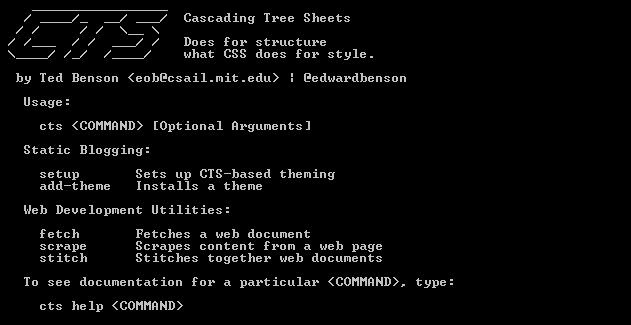 CTS
Cascading Tree Sheets
Does for structure
what CSS does for style.
by Ted Benson <eob@csail.mit.edu> | @edwardbenson
Usage:
cts <COMMAND> [Optional Arguments]
Static Blogging:
setup Sets up CTS-based theming
add-theme Installs a theme
Web Development Utilities:
fetch Fetches a web document
scrape Scrapes content from a web page
stitch Stitches together web documents
To see documentation for a particular <COMMAND>, type:
cts help <COMMAND>